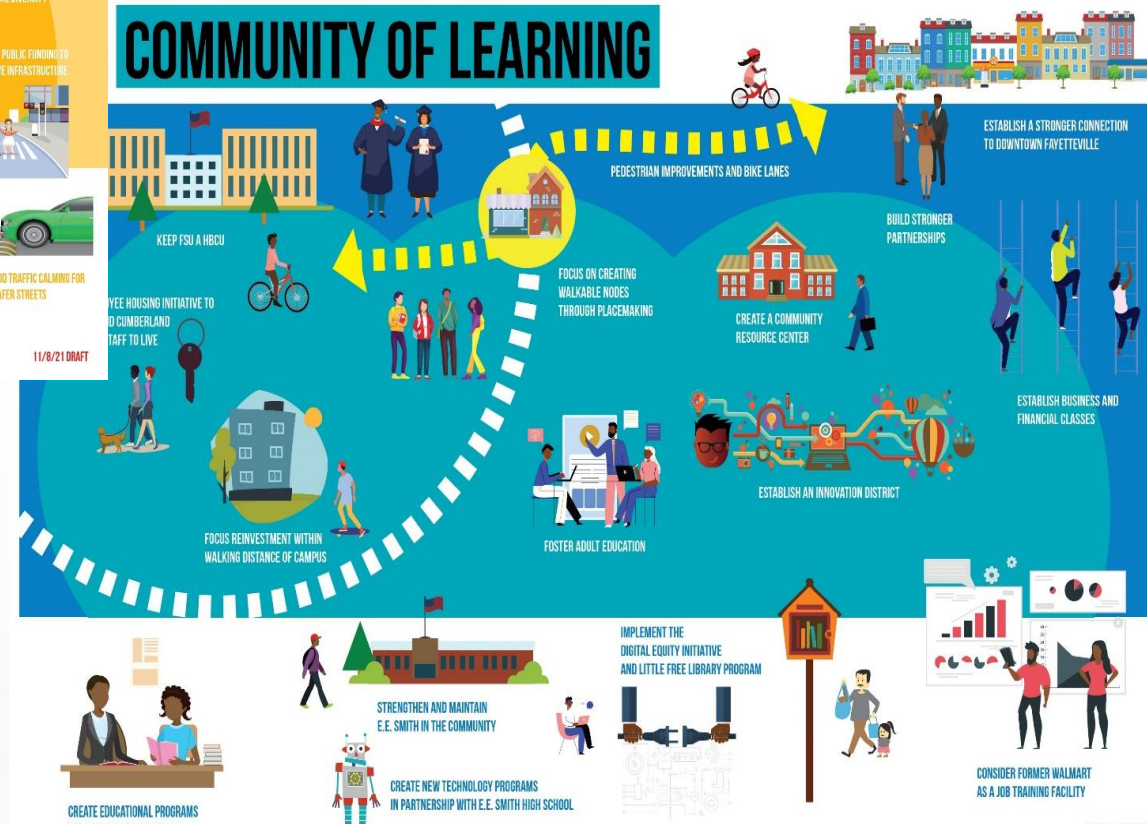 AL DIVERSITY
PUBLIC FUNDING TO
VE INFRASTRUCTURE
TRAFFIC CALMING FOR
AFER STREETS
11/8/21 DRAFT
COMMUNITY OF LEARNING
PEDESTRIAN IMPROVEMENTS AND BIKE LANES
ESTABLISH A STRONGER CONNECTION
TO DOWNTOWN FAYETTEVILLE
KEEP FSU A HBCU
BUILD STRONGER
PARTNERSHIPS
FOCUS ON CREATING
WALKABLE NODES
THROUGH PLACEMAKING
CREATE A COMMUNITY
RESOURCE CENTER
YEE HOUSING INITIATIVE TO
D CUMBERLAND
TAFF TO LIVE
ESTABLISH BUSINESS AND
FINANCIAL CLASSES
ESTABLISH AN INNOVATION DISTRICT
FOCUS REINVESTMENT WITHIN
WALKING DISTANCE OF CAMPUS
FOSTER ADULT EDUCATION
IMPLEMENT THE
DIGITAL EQUITY INITIATIVE
AND LITTLE FREE LIBRARY PROGRAM
STRENGTHEN AND MAINTAIN
E.E. SMITH IN THE COMMUNITY
CREATE EDUCATIONAL PROGRAMS
CREATE NEW TECHNOLOGY PROGRAMS
IN PARTNERSHIP WITH E.E. SMITH HIGH SCHOOL
CONSIDER FORMER WALMART
AS A JOB TRAINING FACILITY